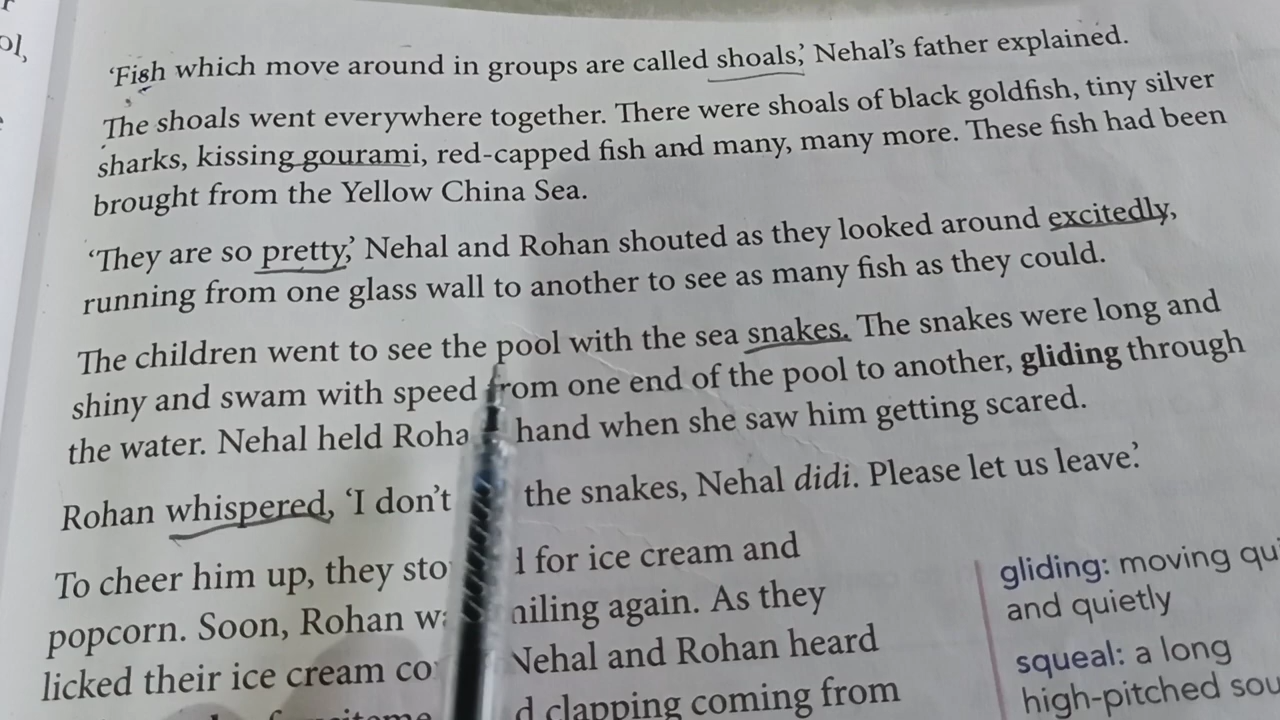 ol,
'Fish which move around in groups are called shoals,' Nehal's father explained.
The shoals went everywhere together. There were shoals of black goldfish, tiny silver
sharks, kissing gourami, red-capped fish and many, many more. These fish had been
brought from the Yellow China Sea.
'They are so pretty,' Nehal and Rohan shouted as they looked around excitedly,
running from one glass wall to another to see as many fish as they could.
The children went to see the pool with the sea snakes. The snakes were long and
shiny and swam with speed from one end of the pool to another, gliding through
the water. Nehal held Roha hand when she saw him getting scared.
Rohan whispered, 'I don't the snakes, Nehal didi. Please let us leave.'
To cheer him up, they for ice cream and
popcorn. Soon, Rohan again. As they
licked their ice cream Nehal and Rohan heard
clapping coming from
gliding: moving
and quietly
squeal: a long
high-pitched